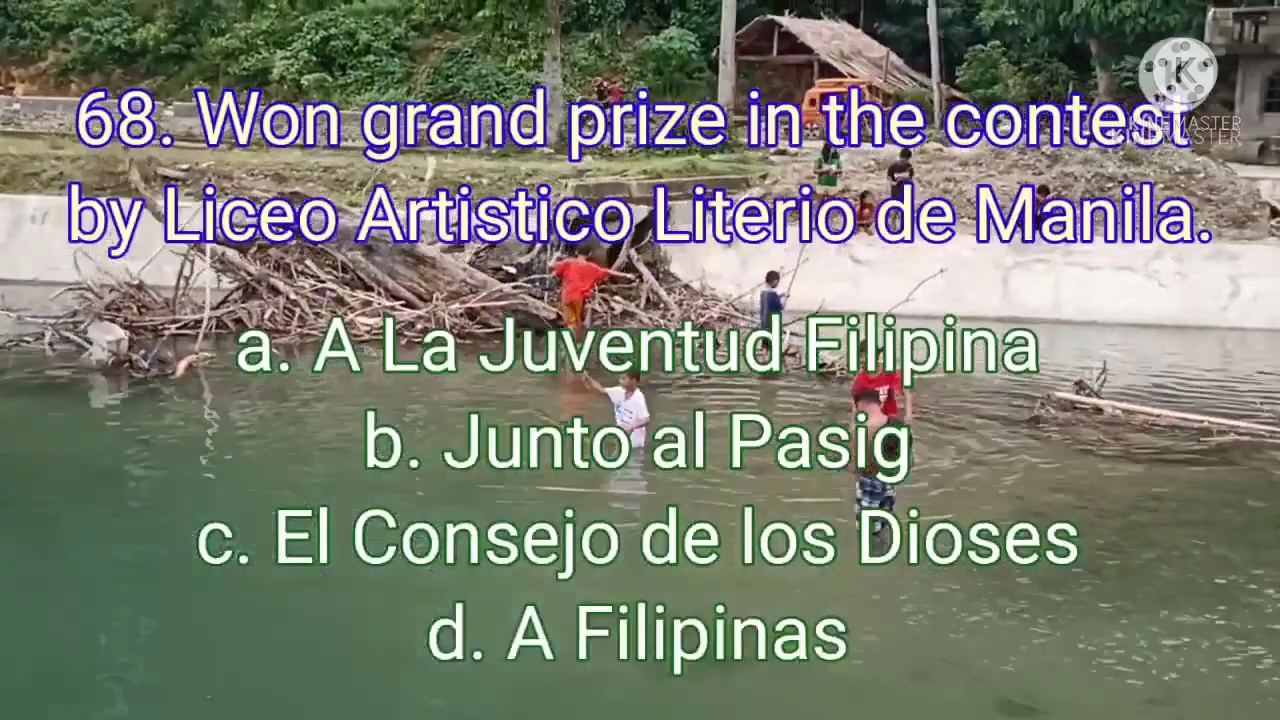 68. Won grand prize in the contest
by Liceo Artistico Literio de Manila.
a. A La Juventud Filipina
b. Junto al Pasig
c. El Consejo de los Dioses
d. A Filipinas
K
KINEMASTER